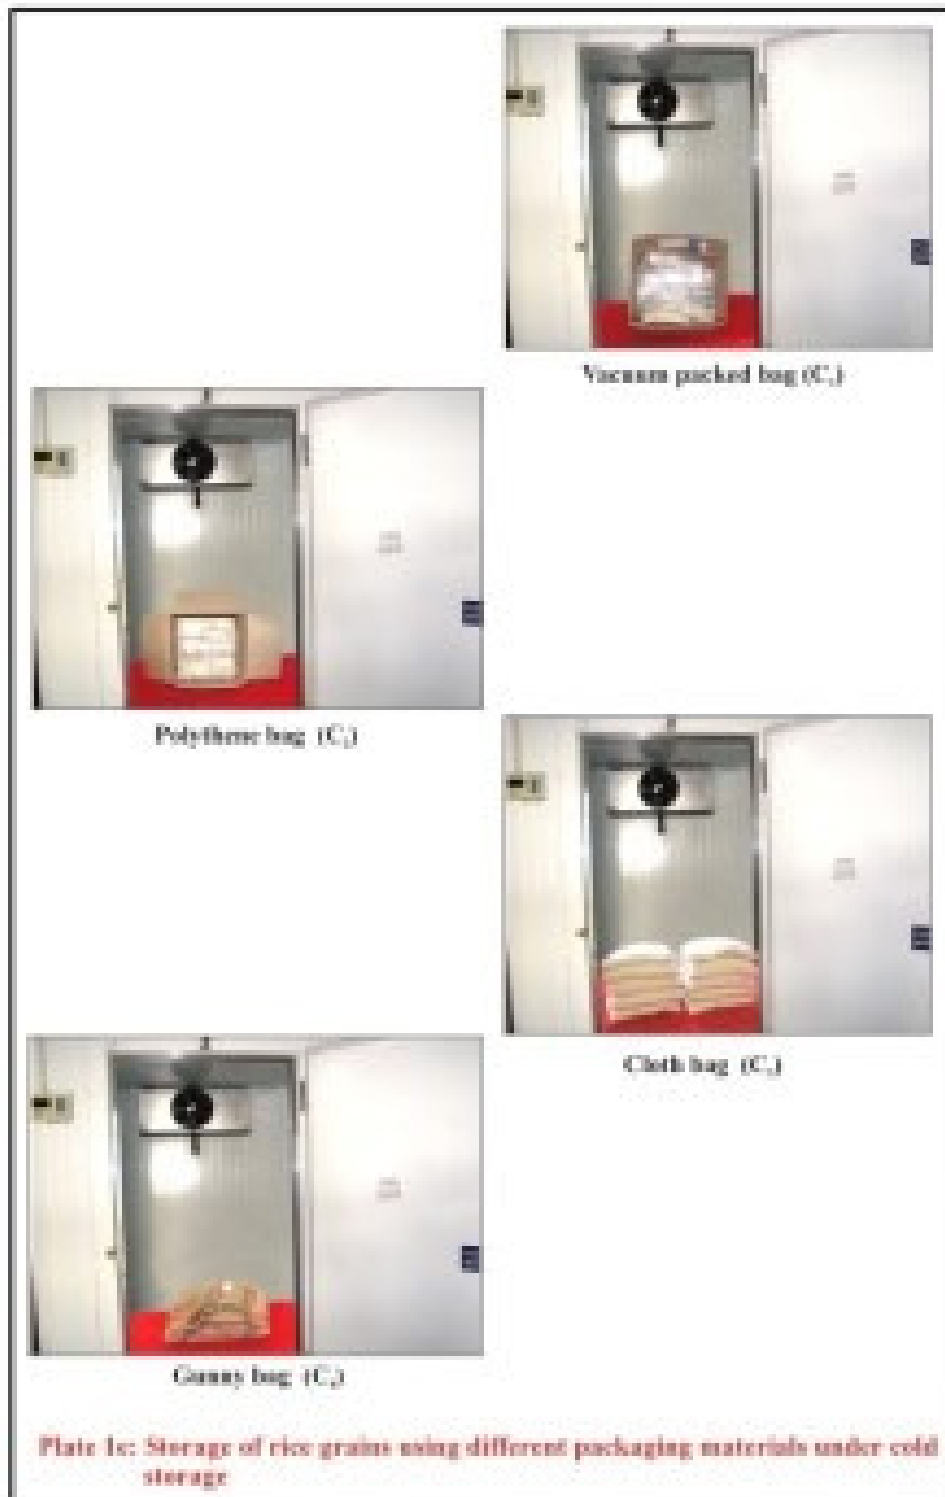 Vacuum packed bag (C
Polythene bag (C
Cloth bag (C
Gunny bag (C
Plate 1c: Storage of rice grains using different packaging materials under cold
storage